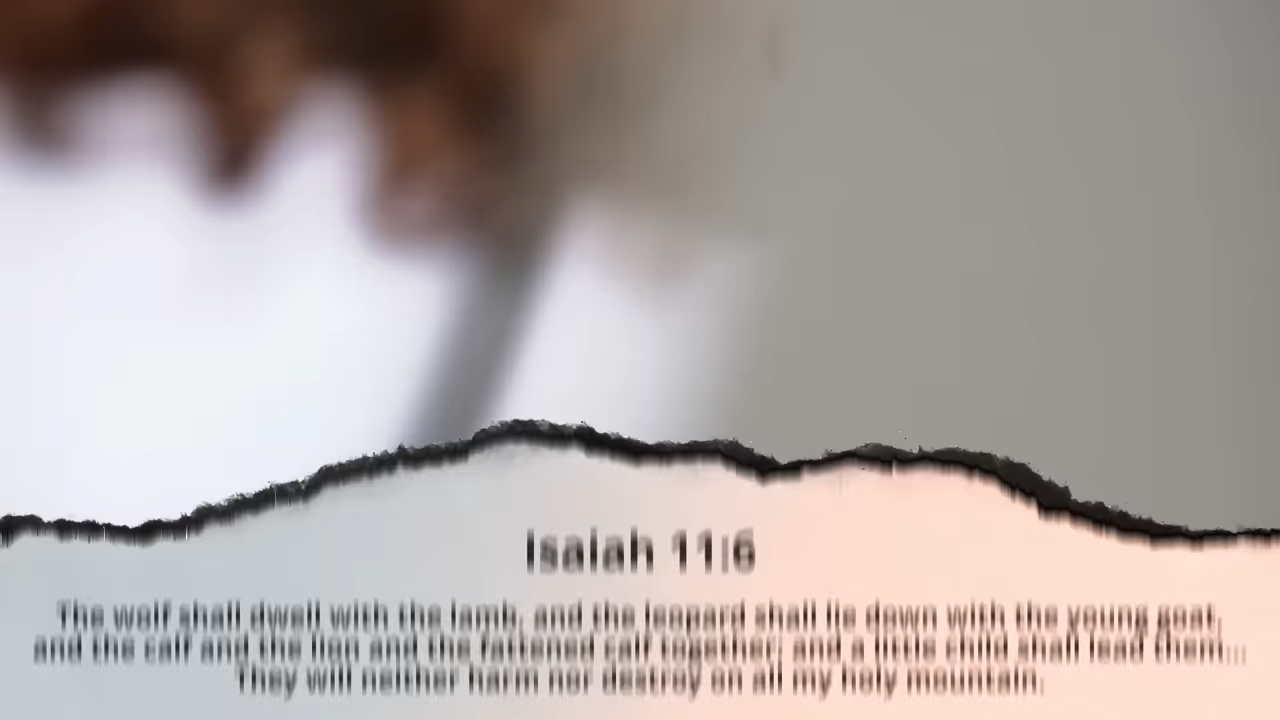 Isaiah 11:6
The wolf shall dwell with the lamb, and the leopard shall lie down with the young goat,
and the calf and the lion and the fattened calf together; and a little child shall lead them...
They will neither harm nor destroy on all my holy mountain.